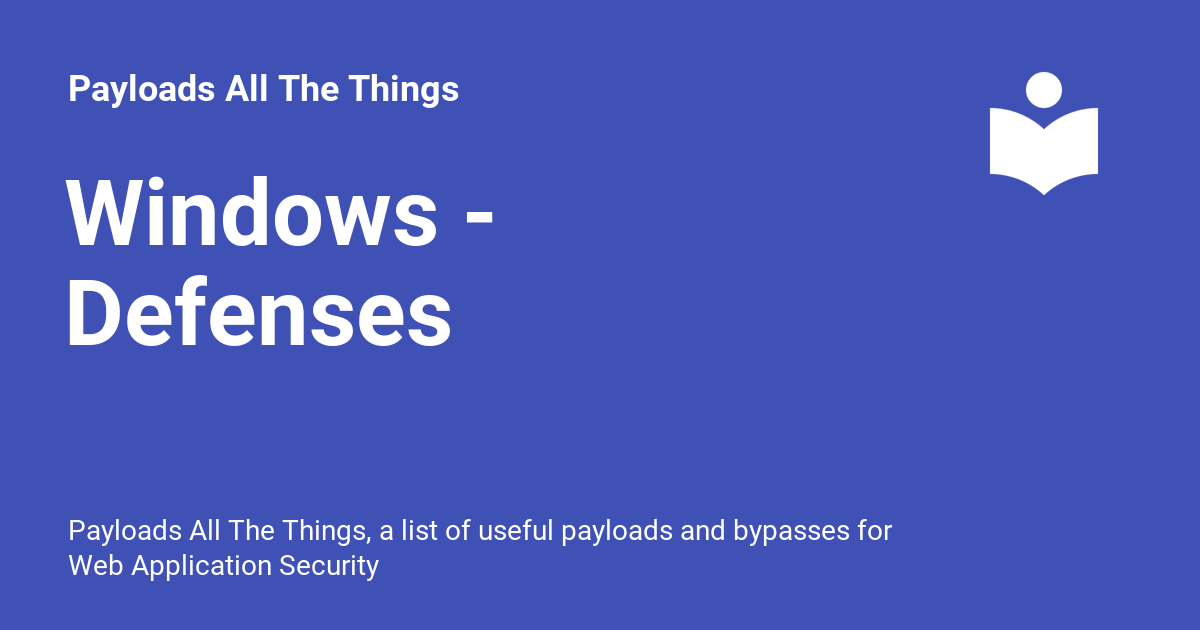 Payloads All The Things
Windows -
Defenses
Payloads All The Things, a list of useful payloads and bypasses for
Web Application Security